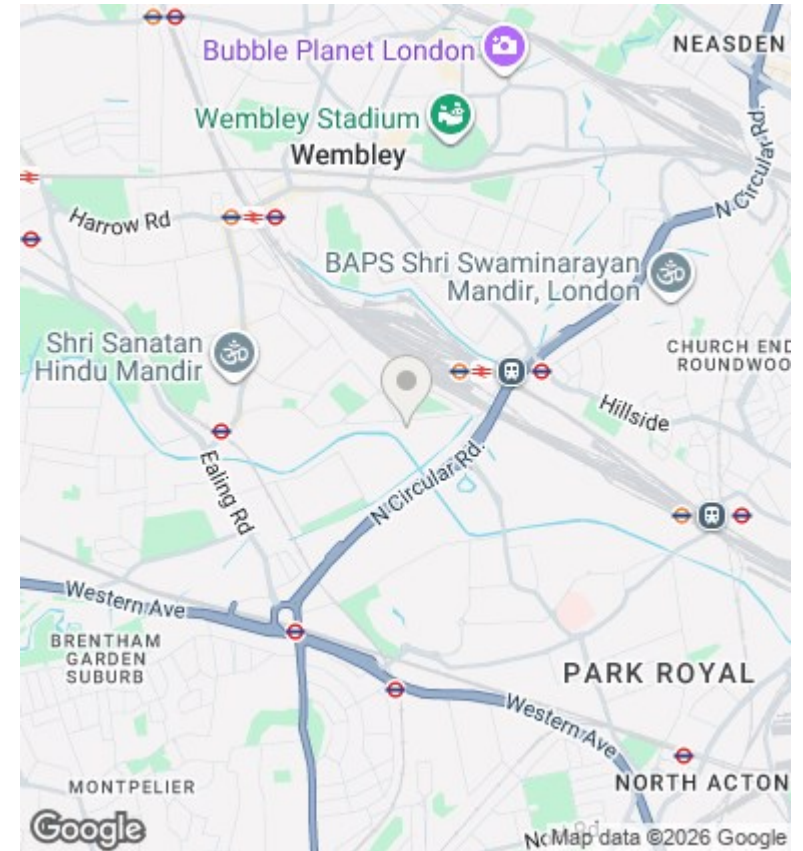 Bubble Planet London
NEASDEN
Wembley Stadium
Wembley
N Circular Rd.
Harrow Rd
BAPS Shri Swaminarayan
Mandir, London
Shri Sanatan
Hindu Mandir
CHURCH END
ROUNDWOO
Hillside
Ealing Rd
N Circular Rd.
Western Ave
BRENTHAM
GARDEN
SUBURB
PARK ROYAL
Western Ave
MONTPELIER
NORTH ACTON
Google
Map data ©2026 Google